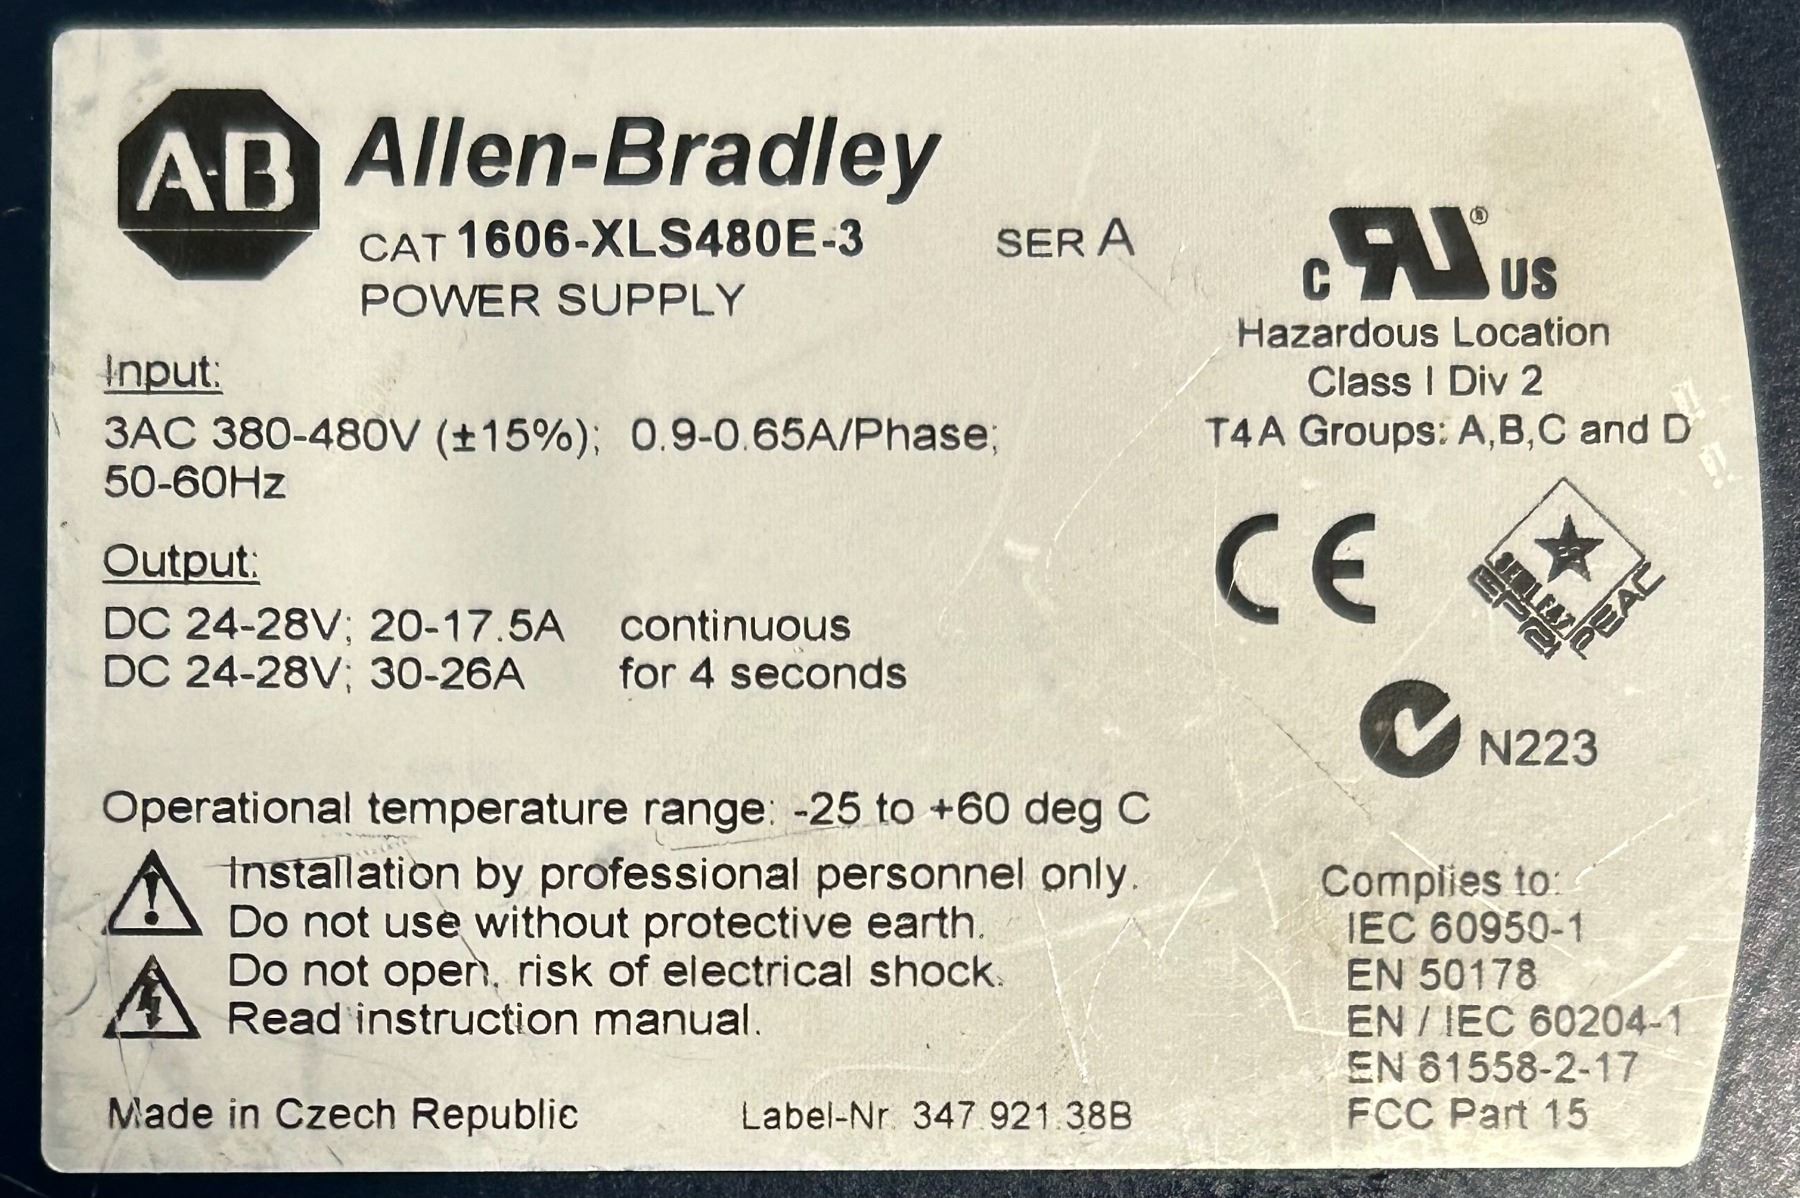 A-B Allen-Bradley
CAT 1606-XLS480E-3 SER A
POWER SUPPLY
Input:
3AC 380-480V (±15%); 0.9-0.65A/Phase;
50-60Hz
Output:
DC 24-28V; 20-17.5A continuous
DC 24-28V; 30-26A for 4 seconds
Operational temperature range: -25 to +60 deg C
Installation by professional personnel only.
Do not use without protective earth.
Do not open, risk of electrical shock.
Read instruction manual.
Made in Czech Republic
Label-Nr. 347.921.38B
C RU ® US
Hazardous Location
Class I Div 2
T4A Groups: A,B,C and D
CE
SEMI F47
N223
Complies to:
IEC 60950-1
EN 50178
EN / IEC 60204-1
EN 61558-2-17
FCC Part 15